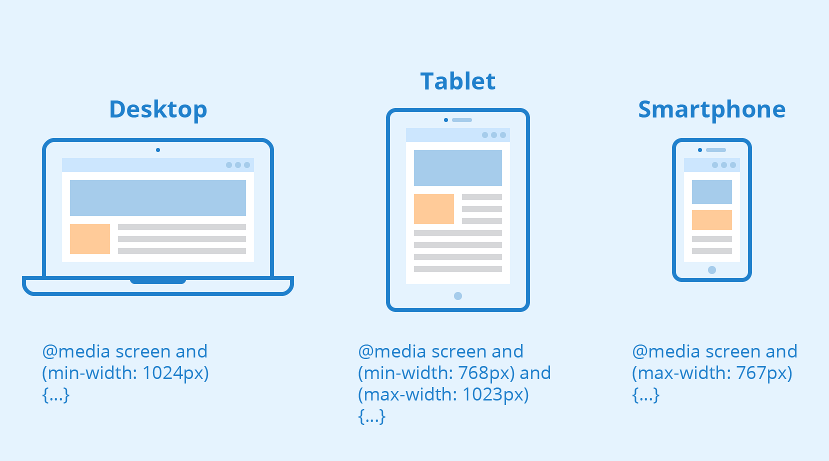 Desktop
Tablet
Smartphone
@media screen and
(min-width: 1024px)
{...}
@media screen and
(min-width: 768px) and
(max-width: 1023px)
{...}
@media screen and
(max-width: 767px)
{...}